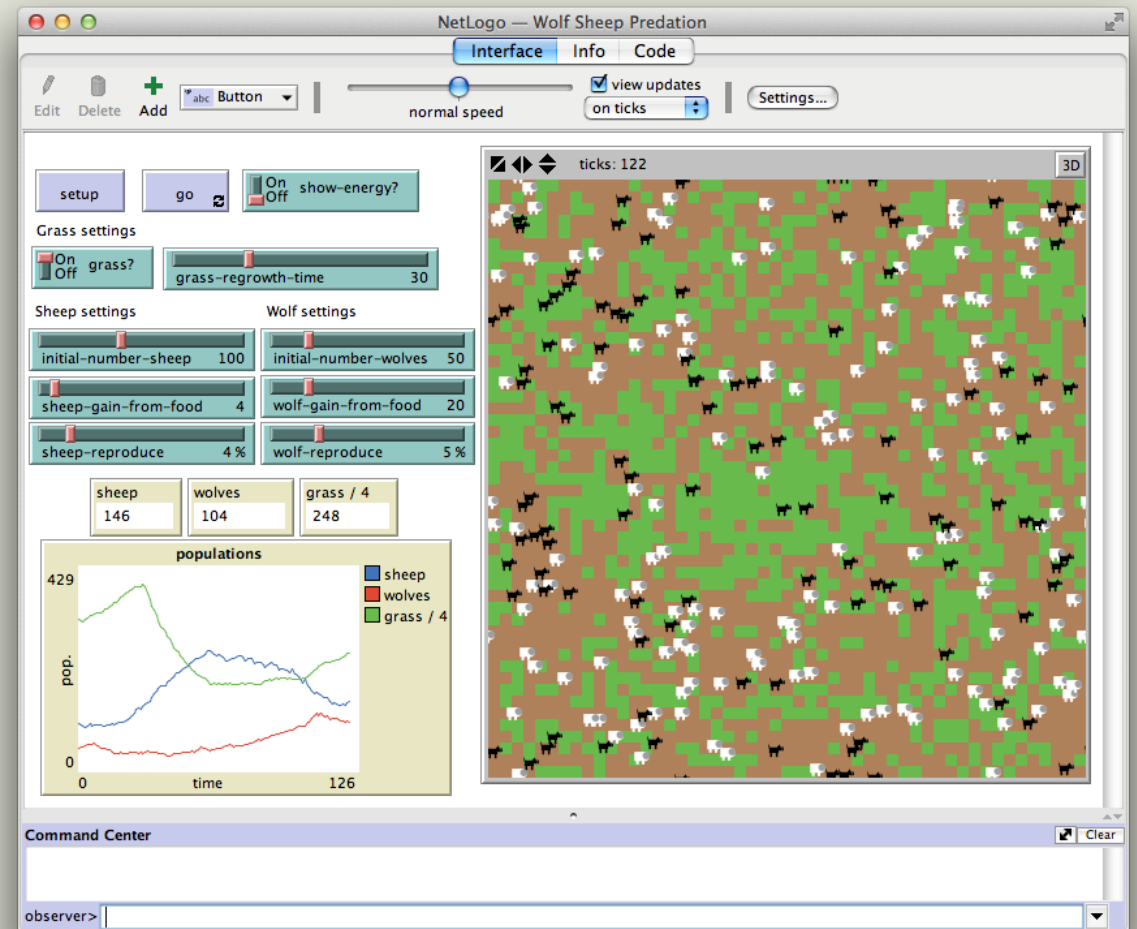 NetLogo — Wolf Sheep Predation
Interface Info Code
Edit Delete Add abc Button normal speed view updates on ticks Settings...
ticks: 122 3D
setup go On Off show-energy?
Grass settings
On Off grass? grass-regrowth-time 30
Sheep settings Wolf settings
initial-number-sheep 100 initial-number-wolves 50
sheep-gain-from-food 4 wolf-gain-from-food 20
sheep-reproduce 4 % wolf-reproduce 5 %
sheep wolves grass / 4
146 104 248
populations
429
pop.
0
0 time 126
sheep
wolves
grass / 4
Command Center Clear
observer>